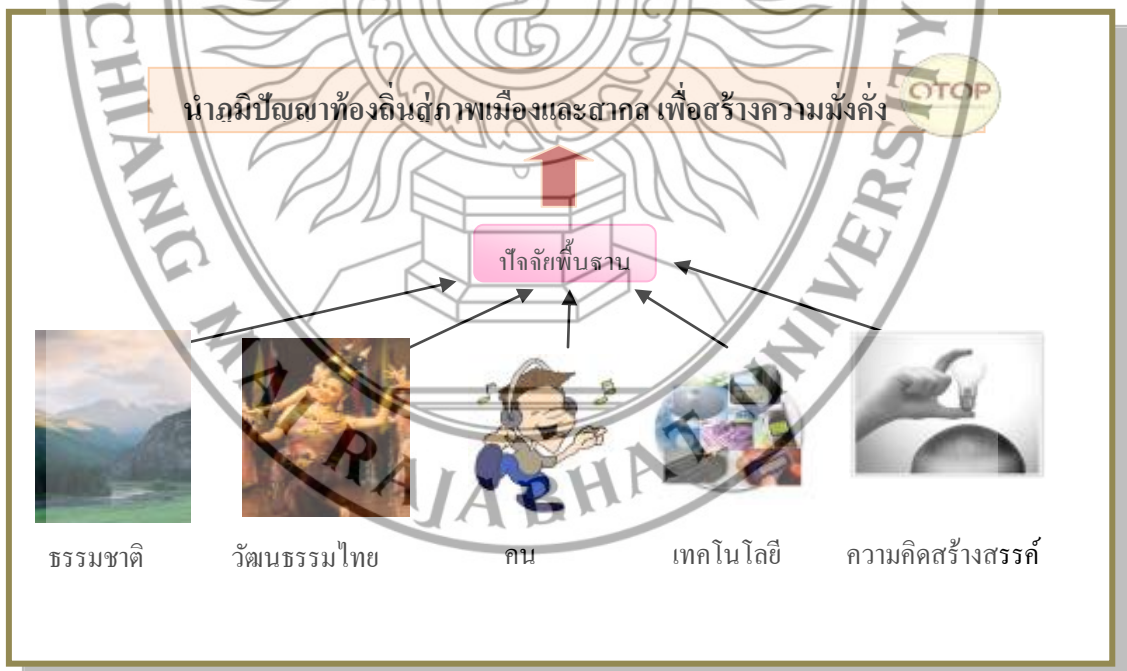 นำภูมิปัญญาท้องถิ่นสู่ภาพเมืองและสากล เพื่อสร้างความมั่งคั่ง
OTOP
ปัจจัยพื้นฐาน
ธรรมชาติ
วัฒนธรรมไทย
คน
เทคโนโลยี
ความคิดสร้างสรรค์
CHIANG MAI RAJABHAT UNIVERSITY